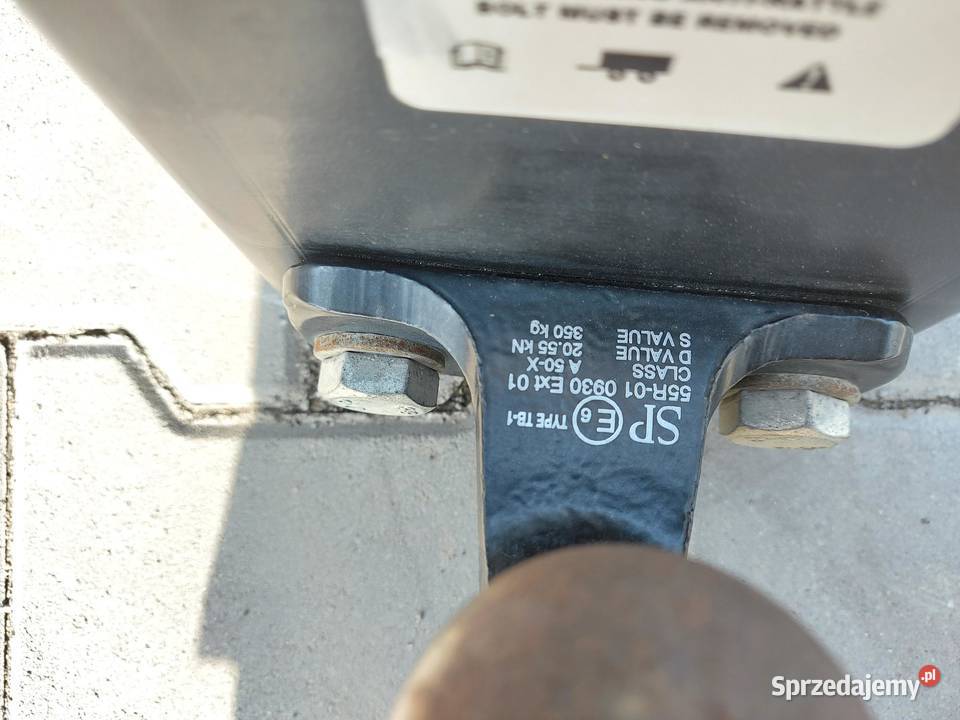 BOLT MUST BE REMOVED
SP E6 TYPE TB-1
55R-01 0930 Ext 01
CLASS A 50-X
D VALUE 20.55 kN
S VALUE 350 kg
Sprzedajemy.pl